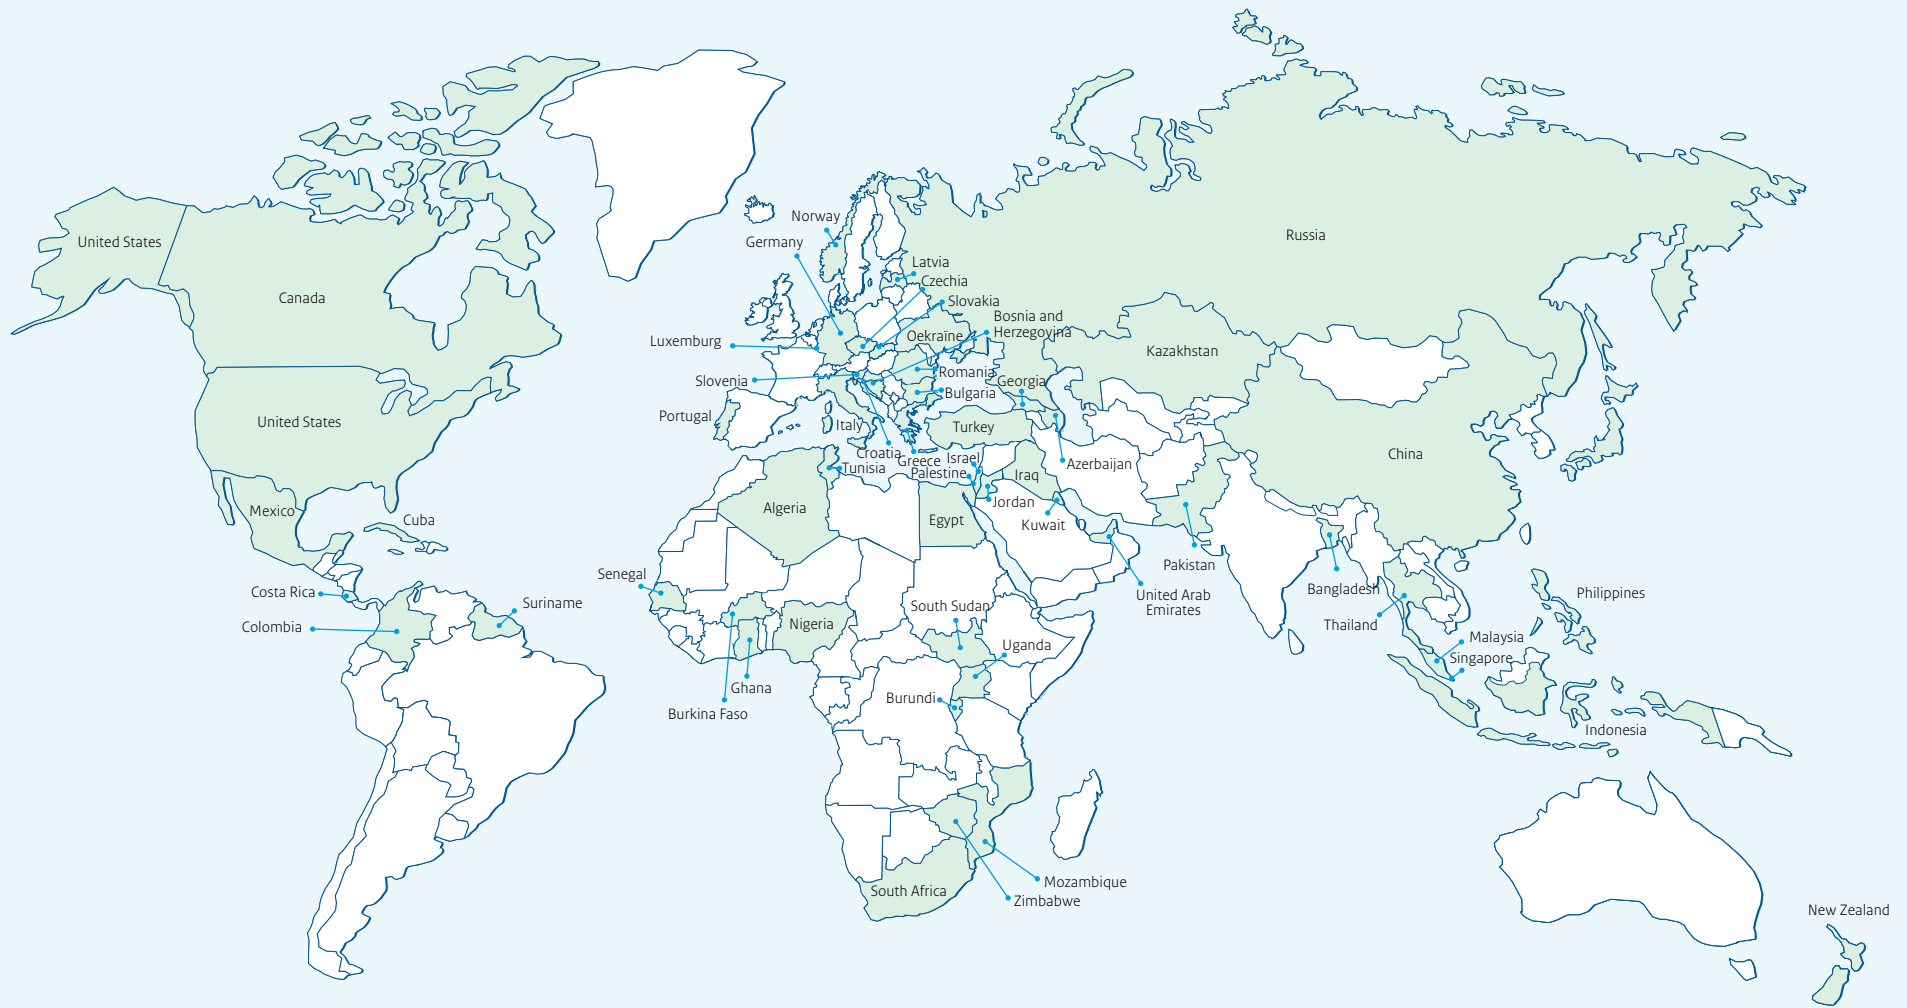 United States
Canada
United States
Mexico
Cuba
Costa Rica
Colombia
Suriname
Norway
Germany
Latvia
Czechia
Slovakia
Bosnia and
Herzegovina
Oekraïne
Luxemburg
Slovenia
Romania
Bulgaria
Georgia
Portugal
Italy
Turkey
Croatia
Greece
Israel
Palestine
Tunisia
Iraq
Azerbaijan
Jordan
Kuwait
Algeria
Egypt
Russia
Kazakhstan
China
Pakistan
United Arab
Emirates
Bangladesh
Thailand
Philippines
Malaysia
Singapore
Indonesia
Senegal
South Sudan
Nigeria
Uganda
Ghana
Burundi
Burkina Faso
South Africa
Mozambique
Zimbabwe
New Zealand